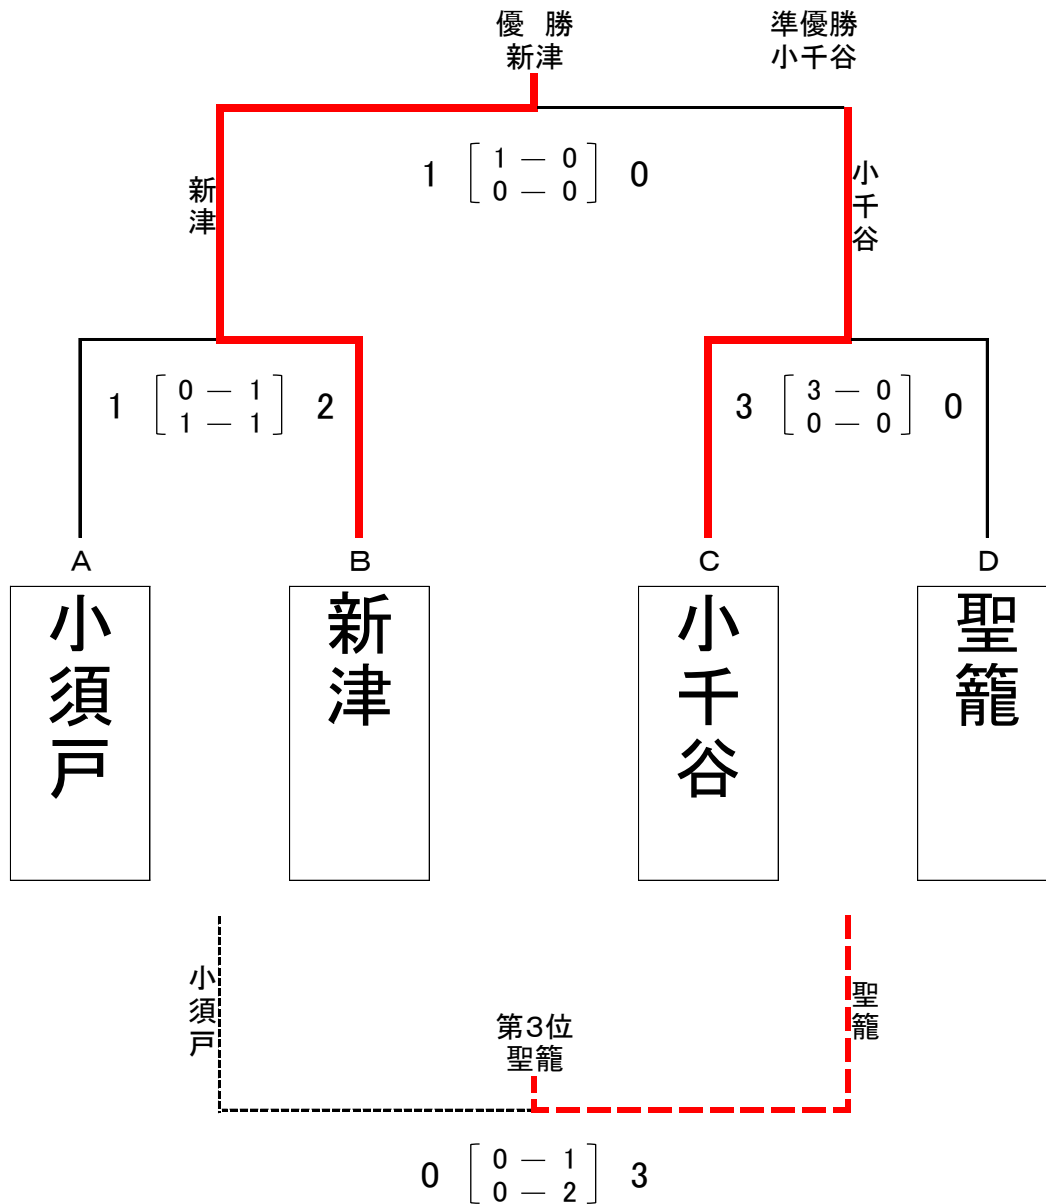 優　勝
新津
準優勝
小千谷
新津
1 [ 1 — 0 ] 0
0 — 0
小千谷
1 [ 0 — 1 ] 2
1 — 1
3 [ 3 — 0 ] 0
0 — 0
A
B
C
D
小須戸
新津
小千谷
聖籠
小須戸
第3位
聖籠
聖籠
0 [ 0 — 1 ] 3
0 — 2